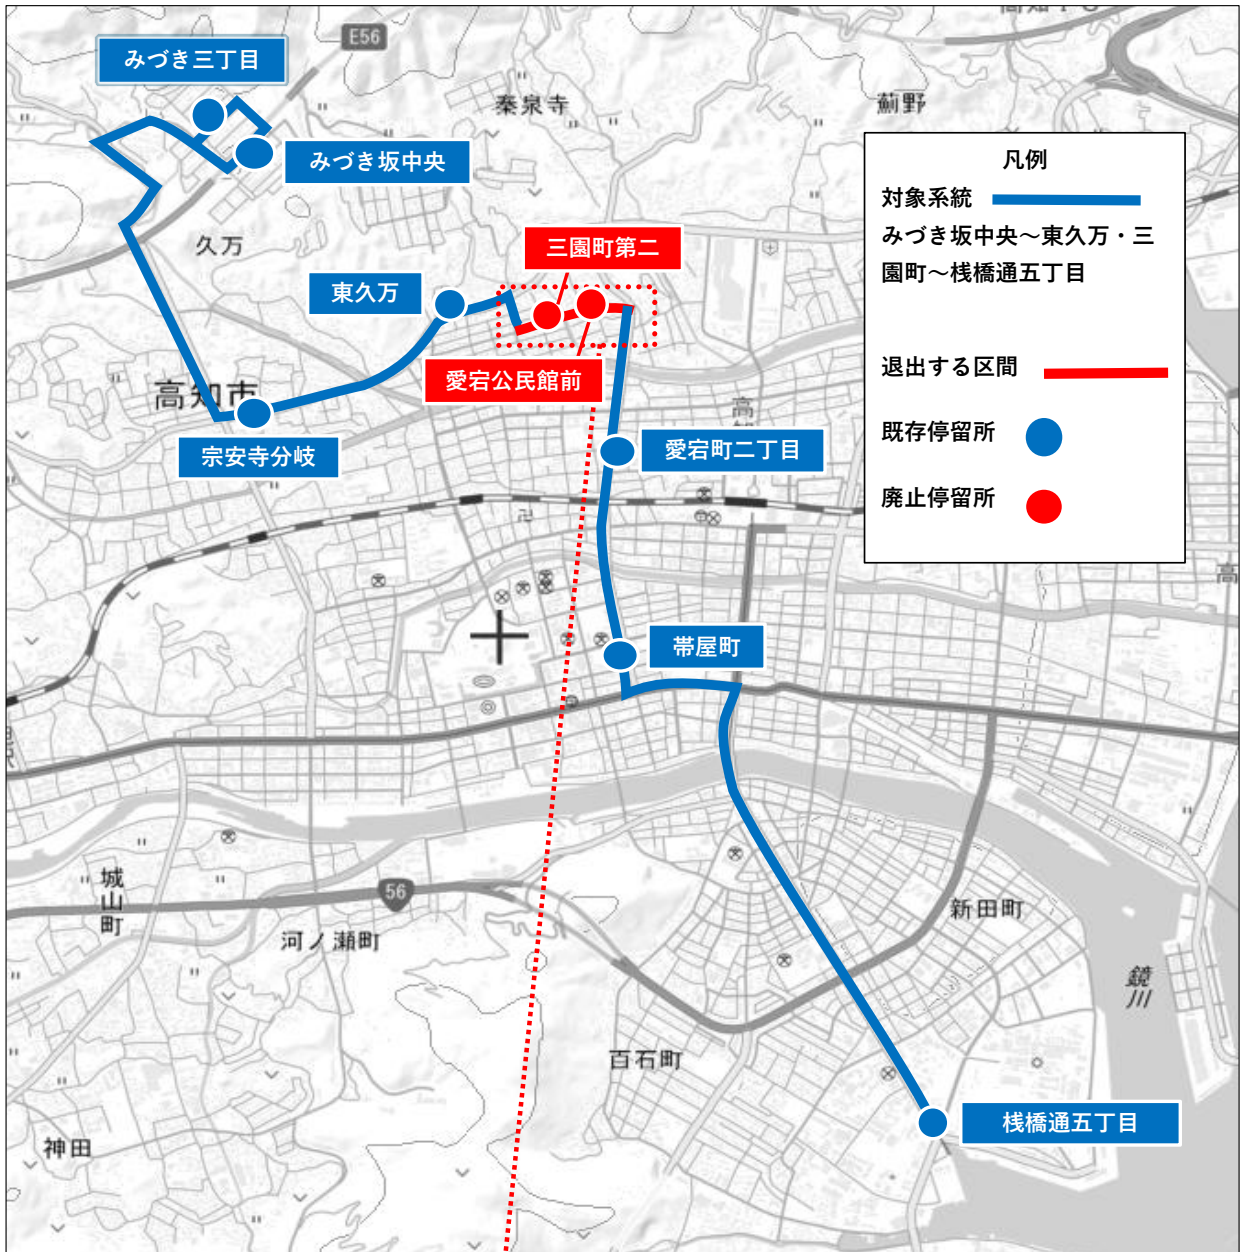 E56
みづき三丁目
秦泉寺
薊野
みづき坂中央
凡例
対象系統
みづき坂中央～東久万・三
園町～桟橋通五丁目
退出する区間
既存停留所
廃止停留所
久万
三園町第二
東久万
愛宕公民館前
高知市
宗安寺分岐
愛宕町二丁目
帯屋町
城山町
56
河ノ瀬町
新田町
鏡川
百石町
神田
桟橋通五丁目